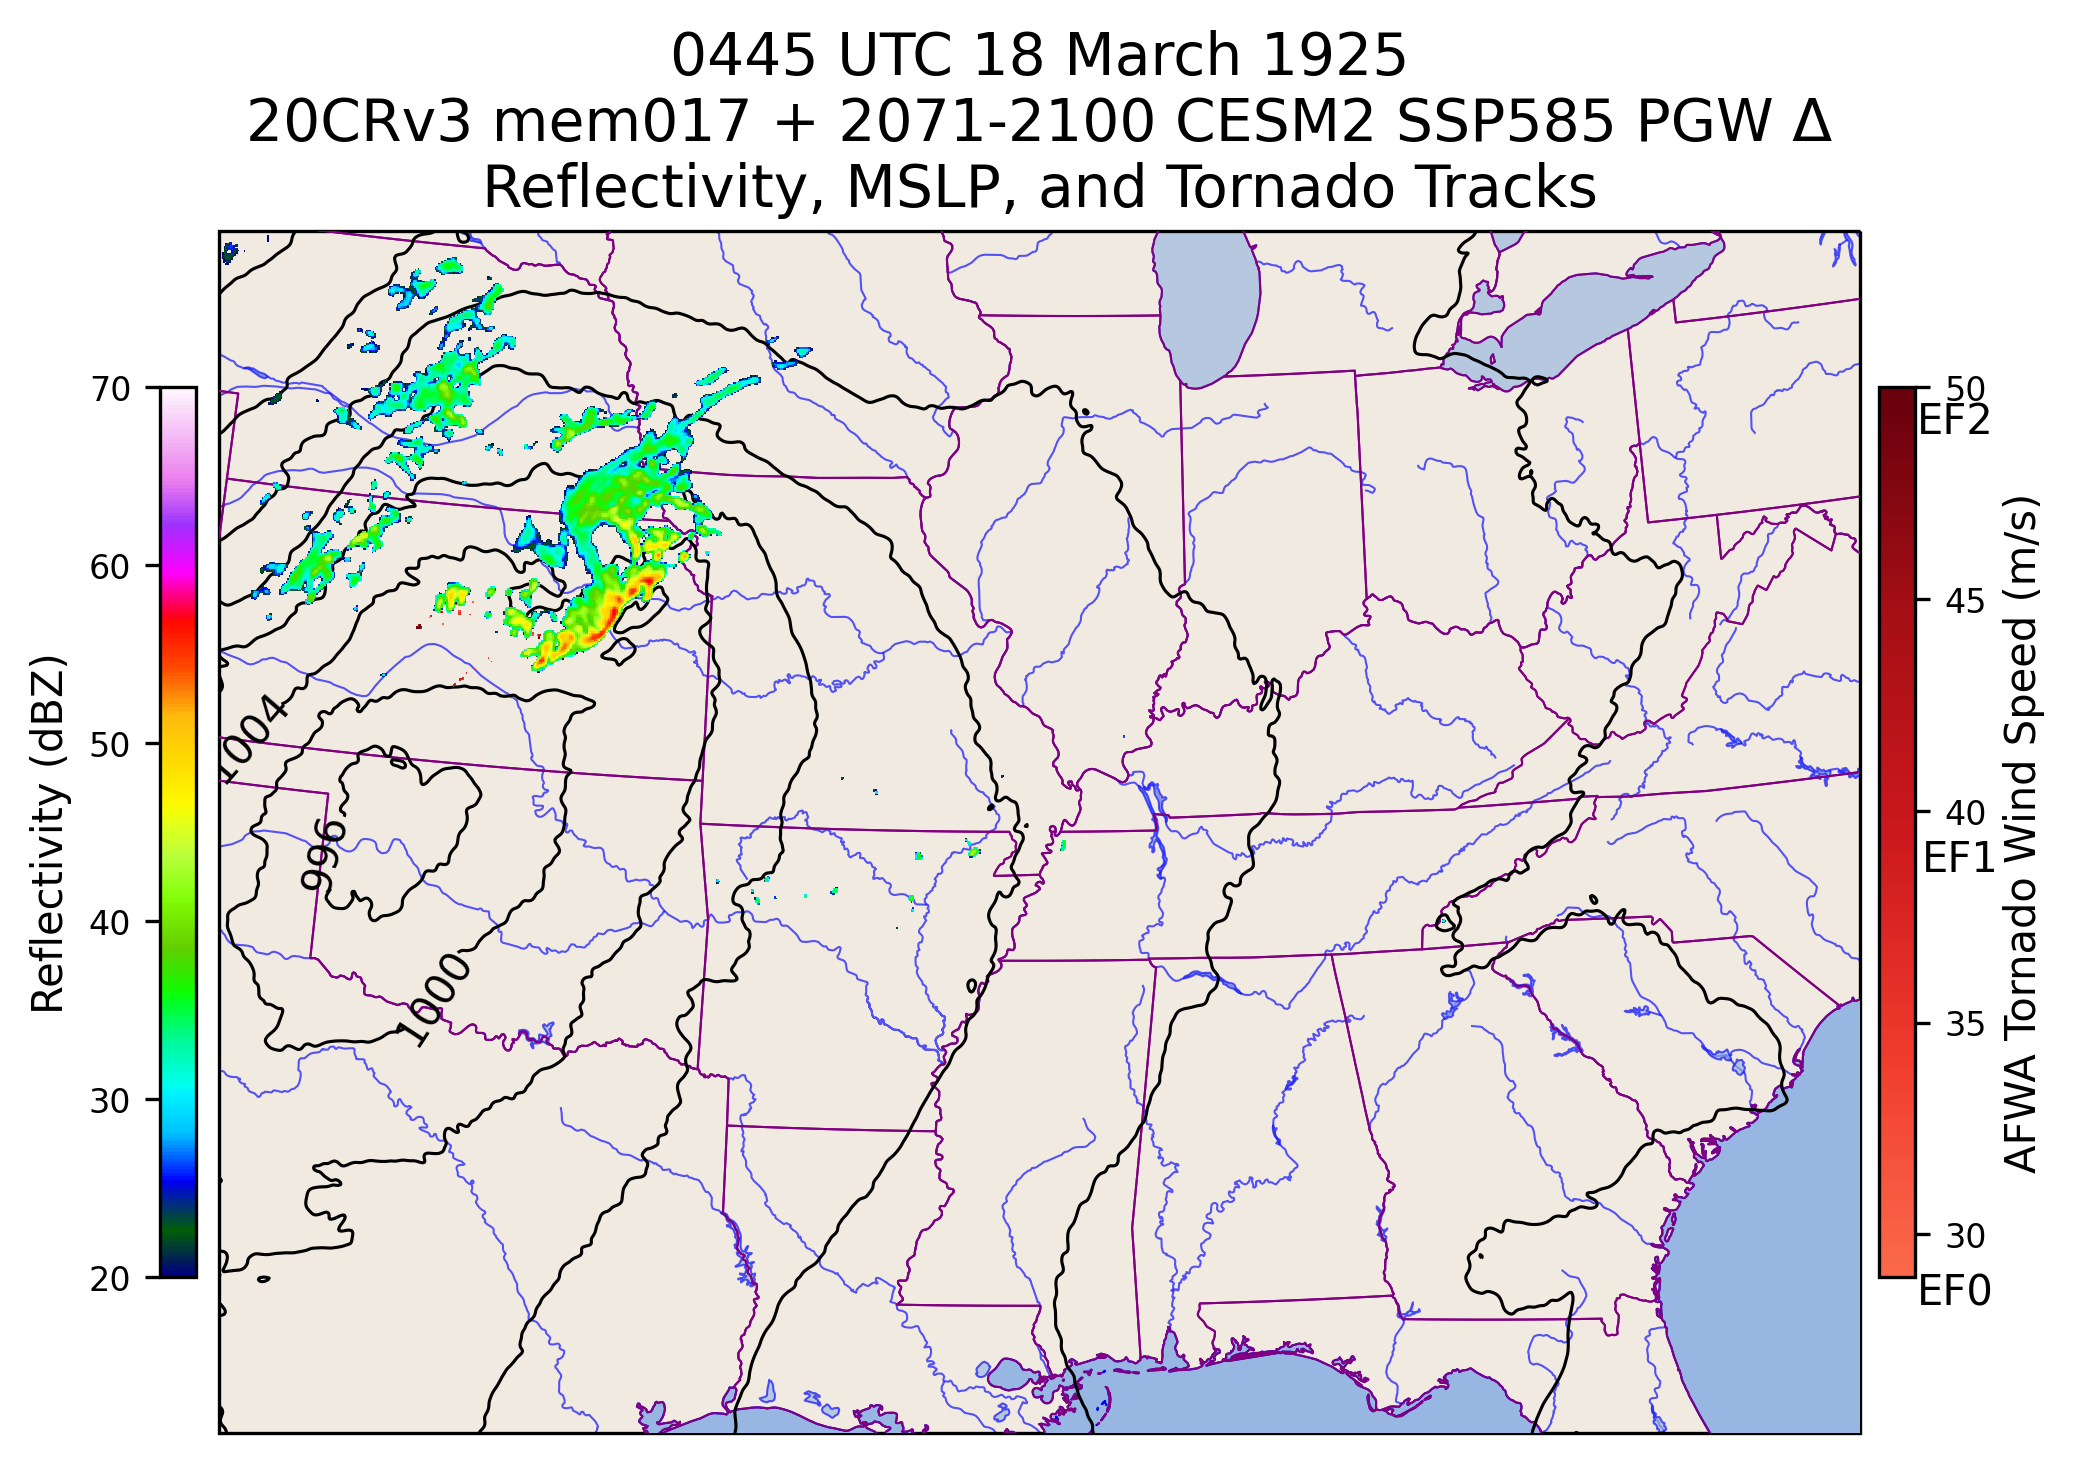 0445 UTC 18 March 1925
20CRv3 mem017 + 2071-2100 CESM2 SSP585 PGW Δ
Reflectivity, MSLP, and Tornado Tracks
70
60
50
40
30
20
Reflectivity (dBZ)
1004
996
1000
50
EF2
45
40
EF1
35
30
EF0
AFWA Tornado Wind Speed (m/s)